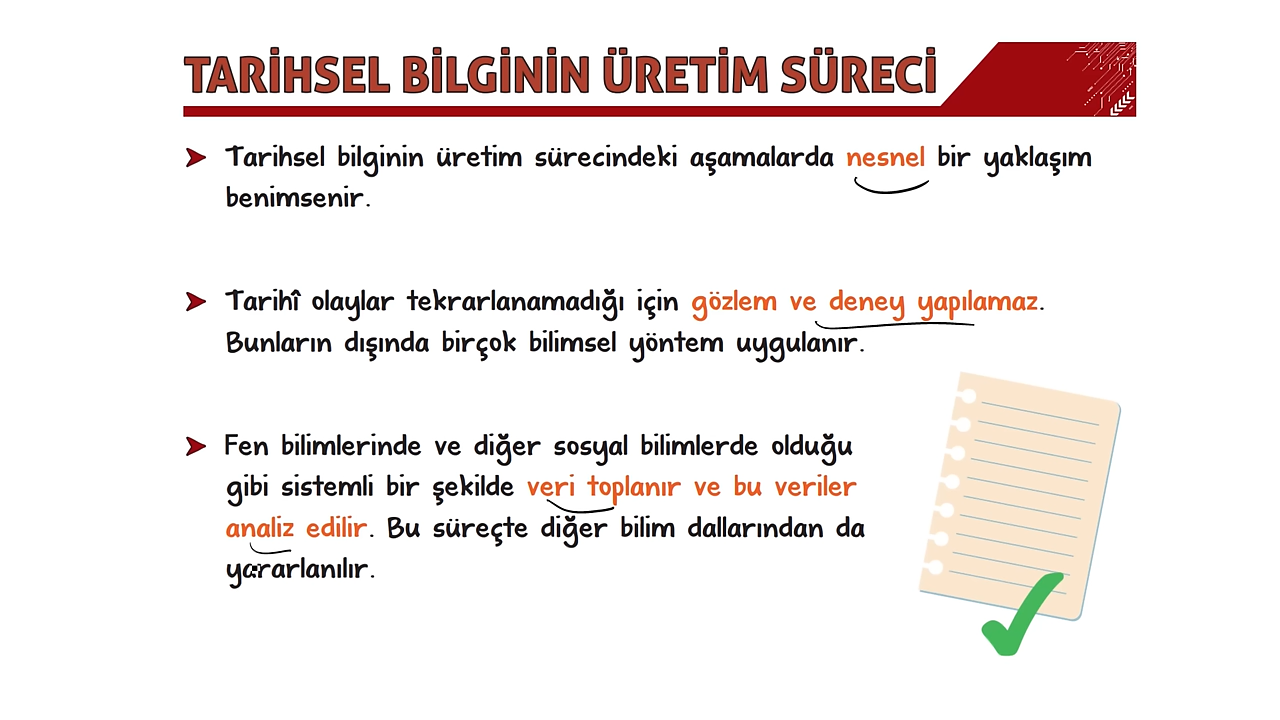 TARİHSEL BİLGİNİN ÜRETİM SÜRECİ
Tarihsel bilginin üretim sürecindeki aşamalarda nesnel bir yaklaşım
benimsenir.
Tarihî olaylar tekrarlanamadığı için gözlem ve deney yapılamaz.
Bunların dışında birçok bilimsel yöntem uygulanır.
Fen bilimlerinde ve diğer sosyal bilimlerde olduğu
gibi sistemli bir şekilde veri toplanır ve bu veriler
analiz edilir. Bu süreçte diğer bilim dallarından da
yararlanılır.